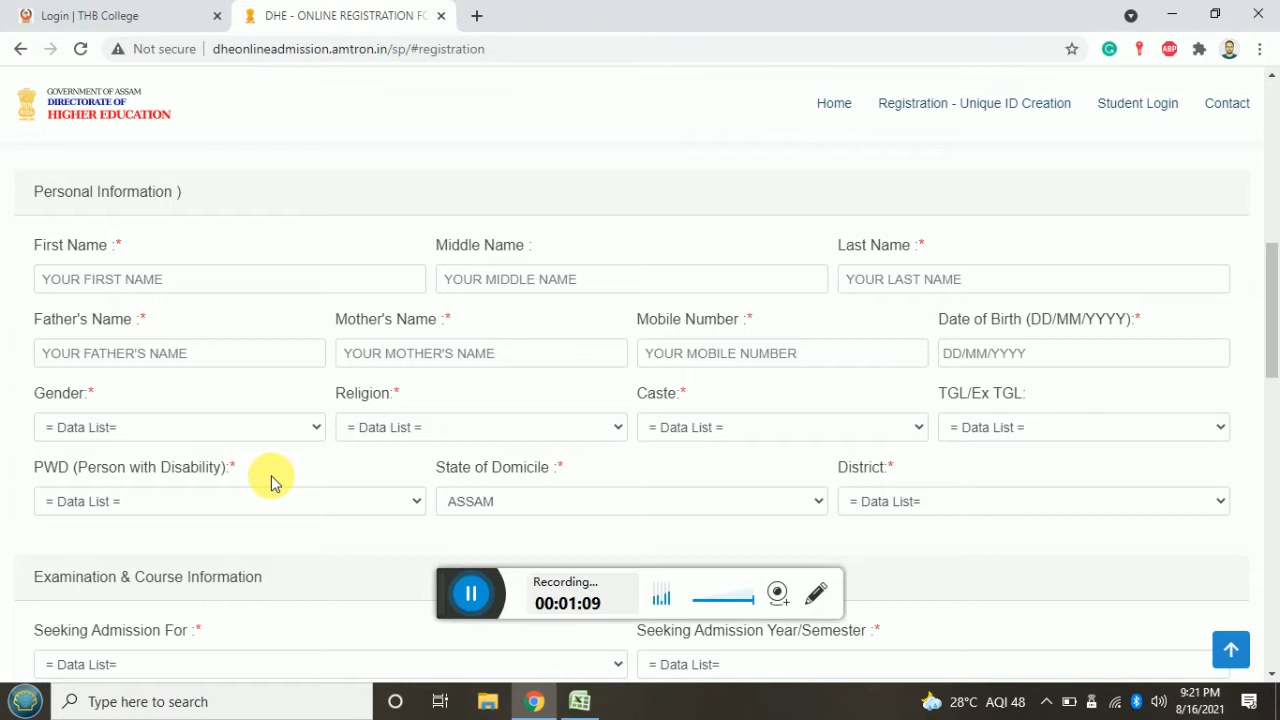 Login | THB College
DHE - ONLINE REGISTRATION FO
Not secure
dheonlineadmission.amtron.in/sp/#registration
ABP
GOVERNMENT OF ASSAM
DIRECTORATE OF
HIGHER EDUCATION
Home
Registration - Unique ID Creation
Student Login
Contact
Personal Information )
First Name :*
Middle Name :
Last Name :*
YOUR FIRST NAME
YOUR MIDDLE NAME
YOUR LAST NAME
Father's Name :*
Mother's Name :*
Mobile Number :*
Date of Birth (DD/MM/YYYY):*
YOUR FATHER'S NAME
YOUR MOTHER'S NAME
YOUR MOBILE NUMBER
DD/MM/YYYY
Gender:*
Religion:*
Caste:*
TGL/Ex TGL:
= Data List=
= Data List =
= Data List =
= Data List =
PWD (Person with Disability):*
State of Domicile :*
District:*
= Data List =
ASSAM
= Data List=
Examination & Course Information
Recording...
00:01:09
Seeking Admission For :*
Seeking Admission Year/Semester :*
= Data List=
= Data List=
Type here to search
28°C AQI 48
9:21 PM
8/16/2021